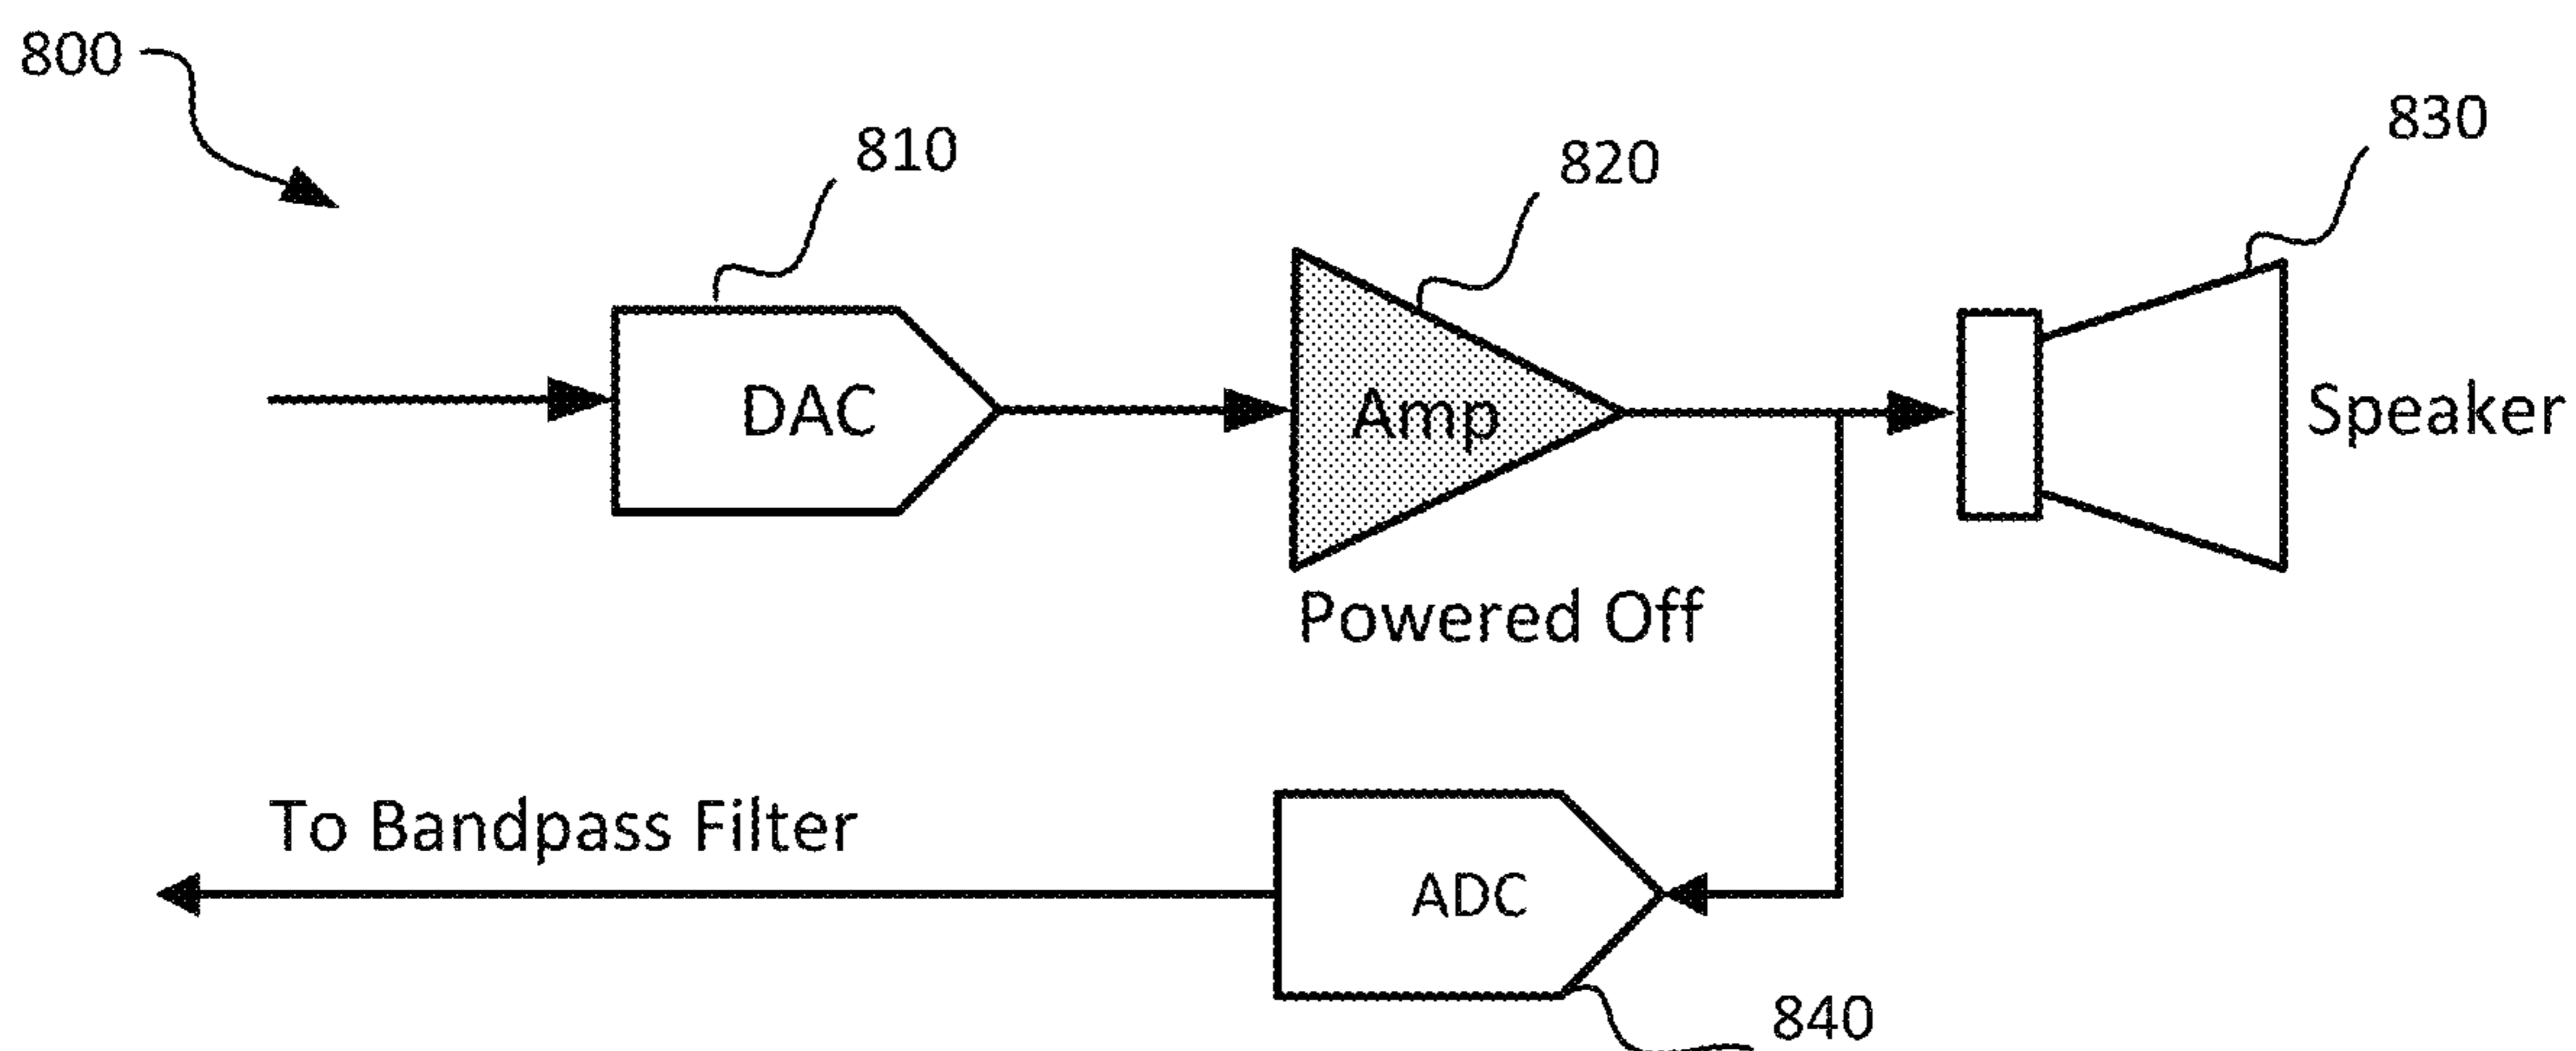 800
810
820
830
DAC
Amp
Speaker
Powered Off
To Bandpass Filter
ADC
840